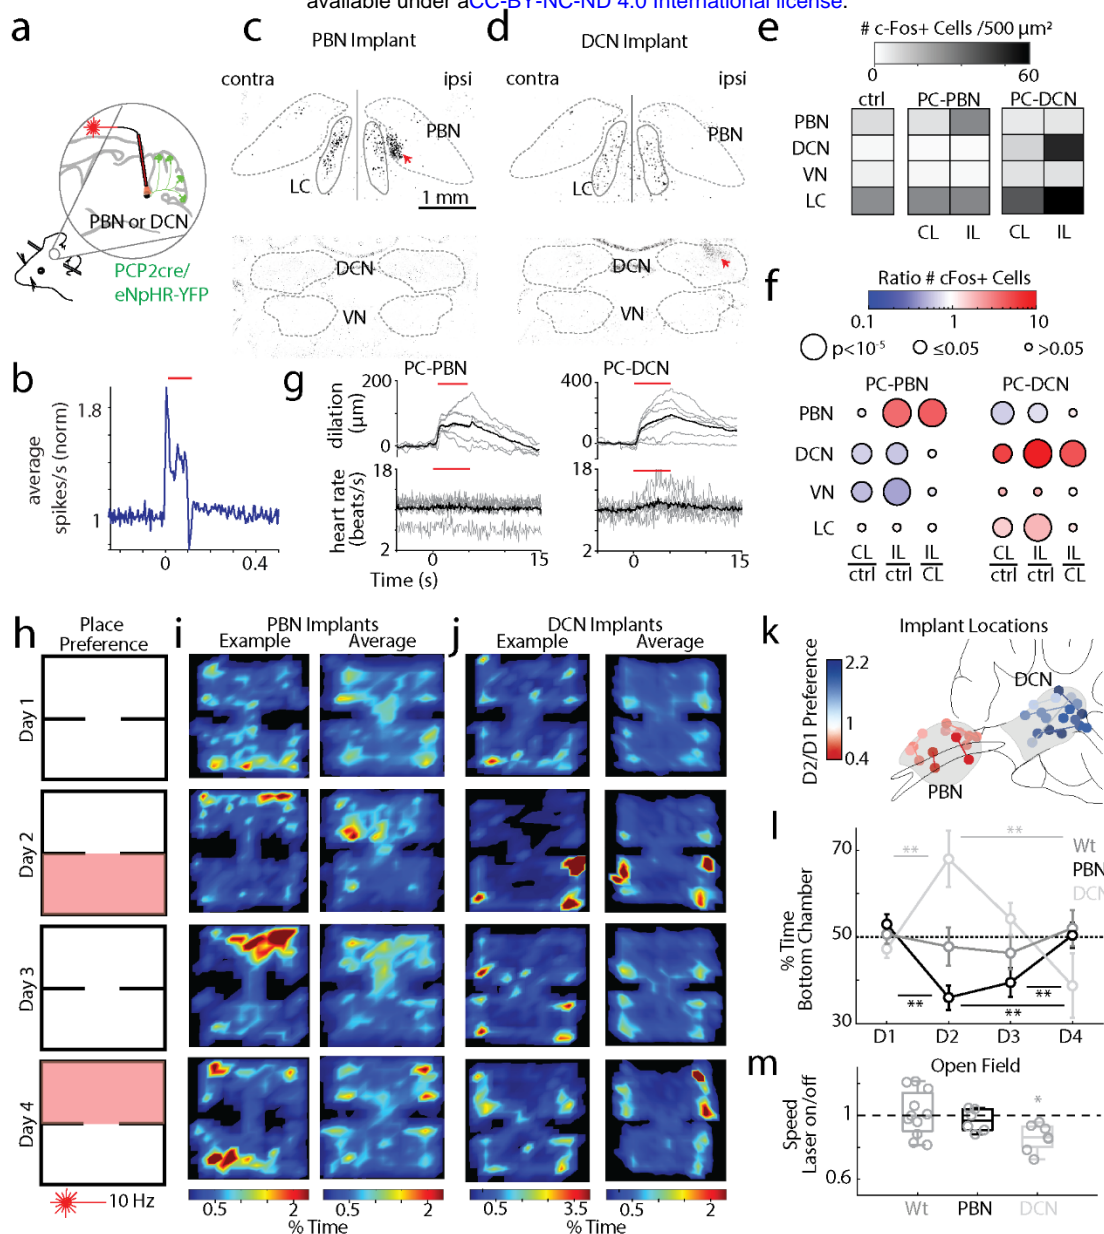 available under aCC-BY-NC-ND 4.0 International license.
a
PBN or DCN
PCP2cre/
eNpHR-YFP
b
1.8
1
average
spikes/s (norm)
0
0.4
c
PBN Implant
contra
ipsi
PBN
LC
1 mm
DCN
VN
d
DCN Implant
contra
ipsi
PBN
LC
DCN
VN
e
# c-Fos+ Cells /500 µm²
0
60
ctrl
PC-PBN
PC-DCN
PBN
DCN
VN
LC
CL
IL
CL
IL
f
Ratio # cFos+ Cells
0.1
1
10
p<10⁻⁵
≤0.05
>0.05
PC-PBN
PC-DCN
PBN
DCN
VN
LC
CL
IL
IL
CL
IL
IL
ctrl
ctrl
CL
ctrl
ctrl
CL
g
PC-PBN
PC-DCN
200
0
dilation
(µm)
400
0
18
2
heart rate
(beats/s)
18
2
0
15
0
15
Time (s)
h
Place
Preference
Day 1
Day 2
Day 3
Day 4
10 Hz
i
PBN Implants
Example
Average
0.5
2
0.5
2
% Time
j
DCN Implants
Example
Average
0.5
3.5
0.5
2
% Time
k
Implant Locations
D2/D1 Preference
2.2
1
0.4
DCN
PBN
l
% Time
Bottom Chamber
70
50
30
**
**
**
**
**
Wt
PBN
DCN
D1
D2
D3
D4
m
Open Field
Speed
Laser on/off
1
0.6
*
Wt
PBN
DCN